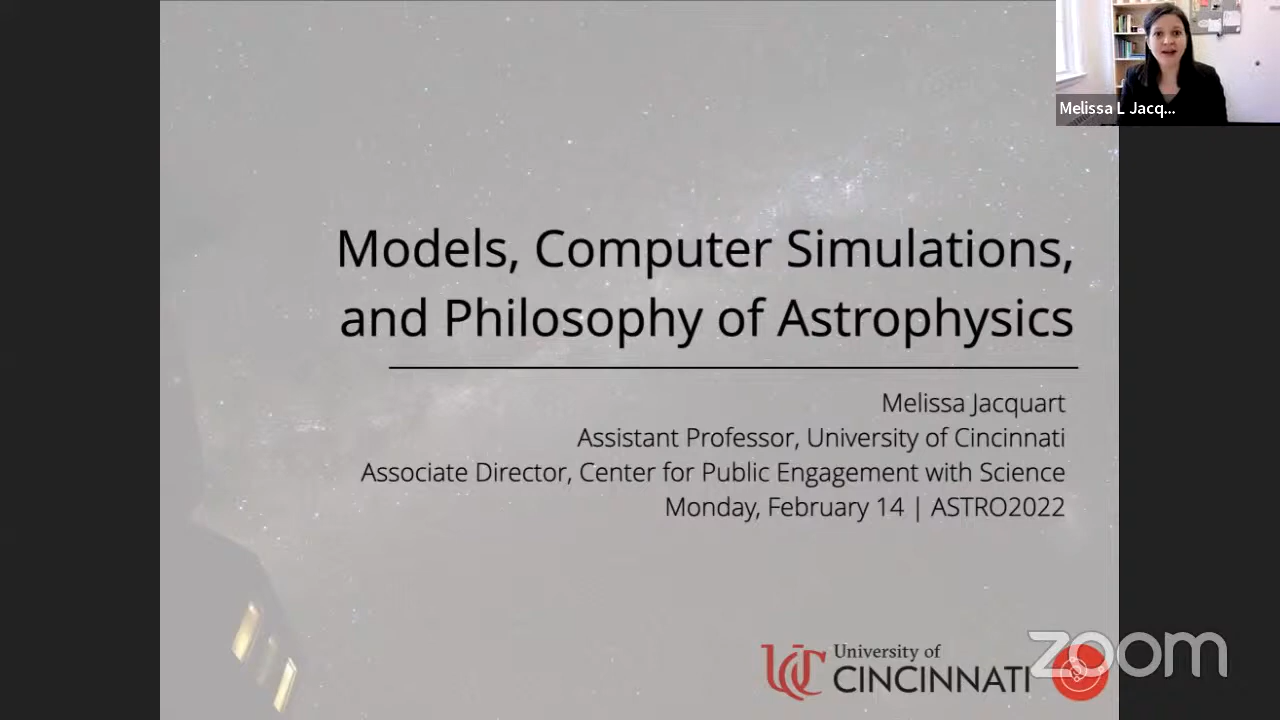 Melissa L Jacq...
Models, Computer Simulations,
and Philosophy of Astrophysics
Melissa Jacquart
Assistant Professor, University of Cincinnati
Associate Director, Center for Public Engagement with Science
Monday, February 14 | ASTRO2022
UC
University of
CINCINNATI
zoom